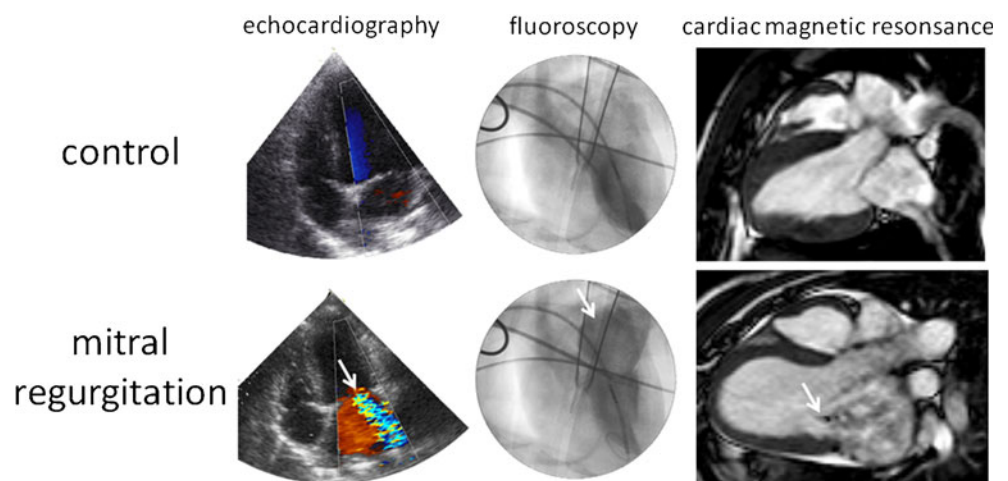 echocardiography
fluoroscopy
cardiac magnetic resonsance
control
mitral
regurgitation